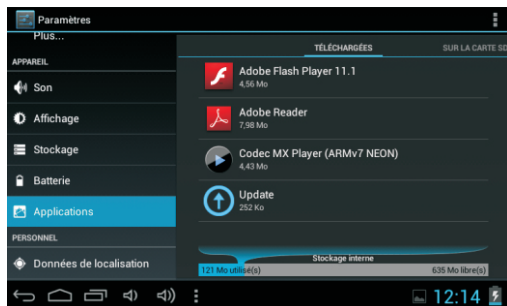 Paramètres
Plus...
APPAREIL
Son
Affichage
Stockage
Batterie
Applications
PERSONNEL
Données de localisation
TÉLÉCHARGÉES
SUR LA CARTE SD
Adobe Flash Player 11.1
4,56 Mo
Adobe Reader
7,98 Mo
Codec MX Player (ARMv7 NEON)
4,43 Mo
Update
252 Ko
Stockage interne
121 Mo utilisé(s)
635 Mo libre(s)
12:14